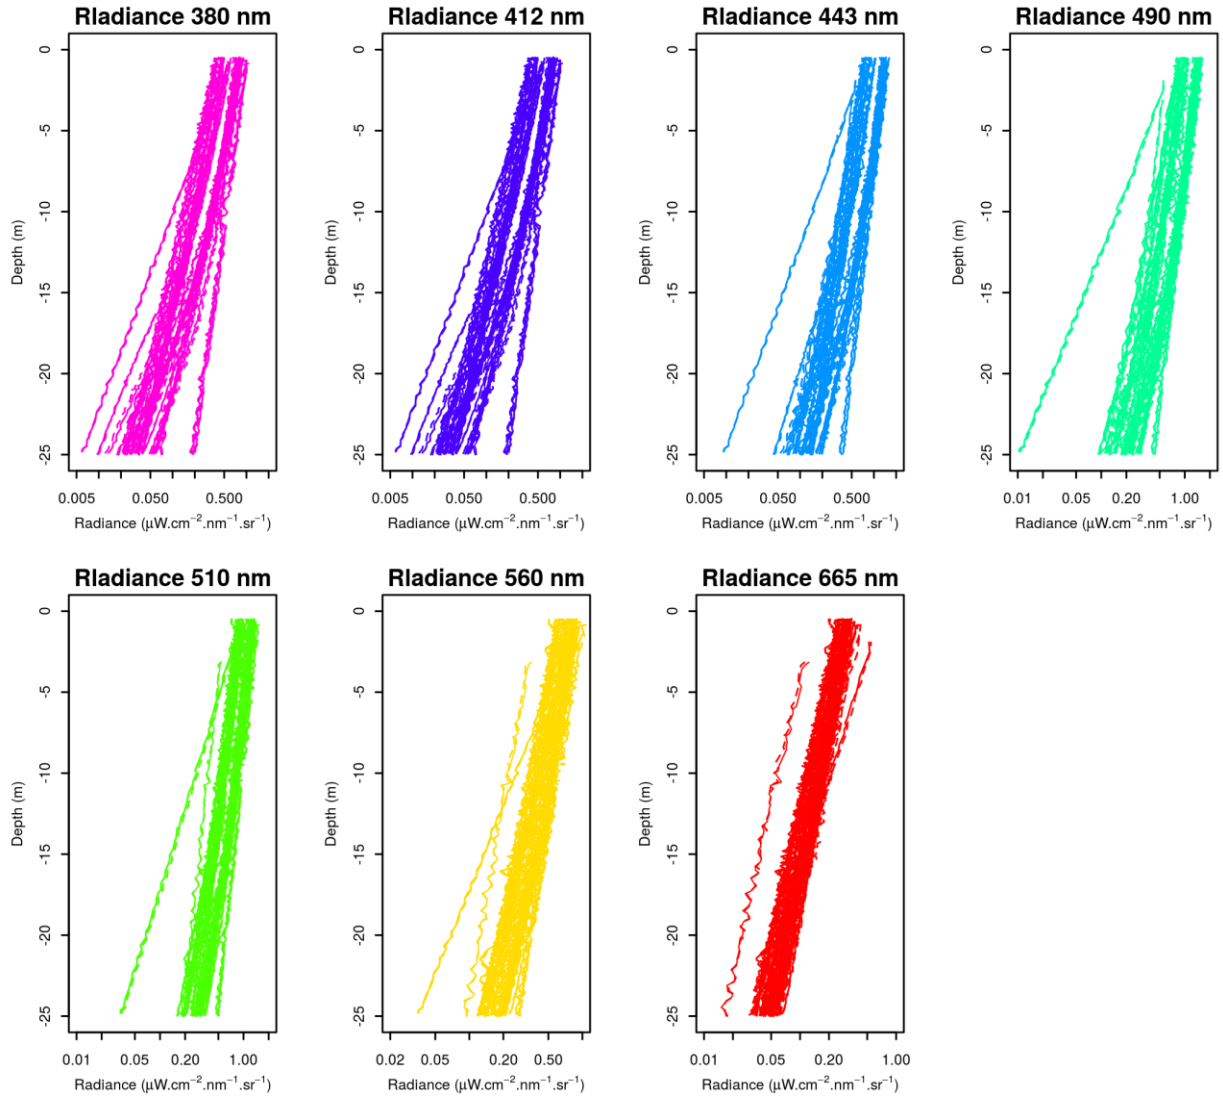 Rladiance 380 nm
0
-5
-10
-15
-20
-25
Depth (m)
0.005 0.050 0.500
Radiance (μW.cm−2.nm−1.sr−1)
Rladiance 412 nm
0
-5
-10
-15
-20
-25
Depth (m)
0.005 0.050 0.500
Radiance (μW.cm−2.nm−1.sr−1)
Rladiance 443 nm
0
-5
-10
-15
-20
-25
Depth (m)
0.005 0.050 0.500
Radiance (μW.cm−2.nm−1.sr−1)
Rladiance 490 nm
0
-5
-10
-15
-20
-25
Depth (m)
0.01 0.05 0.20 1.00
Radiance (μW.cm−2.nm−1.sr−1)
Rladiance 510 nm
0
-5
-10
-15
-20
-25
Depth (m)
0.01 0.05 0.20 1.00
Radiance (μW.cm−2.nm−1.sr−1)
Rladiance 560 nm
0
-5
-10
-15
-20
-25
Depth (m)
0.02 0.05 0.20 0.50
Radiance (μW.cm−2.nm−1.sr−1)
Rladiance 665 nm
0
-5
-10
-15
-20
-25
Depth (m)
0.01 0.05 0.20 1.00
Radiance (μW.cm−2.nm−1.sr−1)